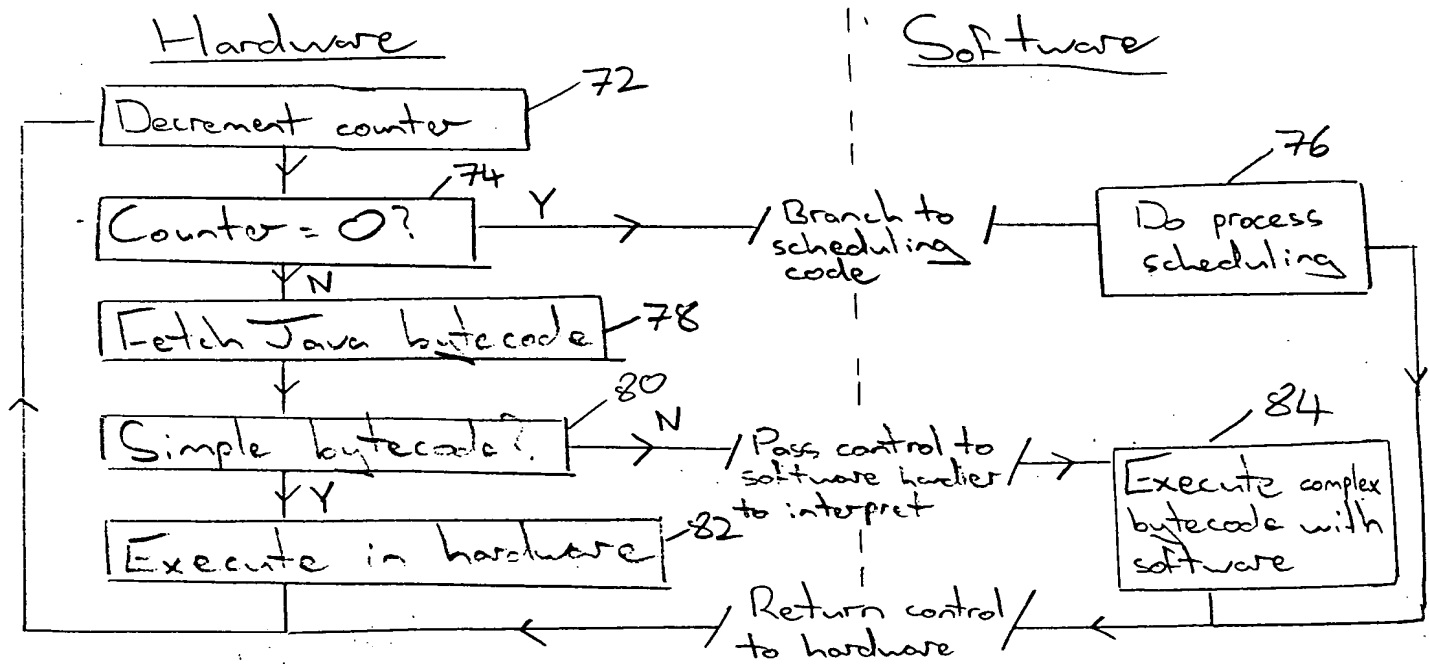 Hardware
Software
72
Decrement counter
76
74
Counter = 0?
Y
Branch to
scheduling
code
Do process
scheduling
N
Fetch Java bytecode
78
80
Simple bytecode?
N
Pass control to
software handler
to interpret
84
Execute complex
bytecode with
software
Y
Execute in hardware
82
Return control
to hardware